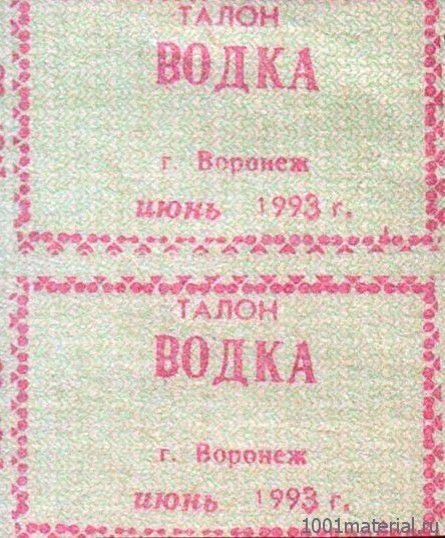 ТАЛОН
ВОДКА
г. Воронеж
июнь 1993 г.
ТАЛОН
ВОДКА
г. Воронеж
июнь 1993 г.
1001material.ru